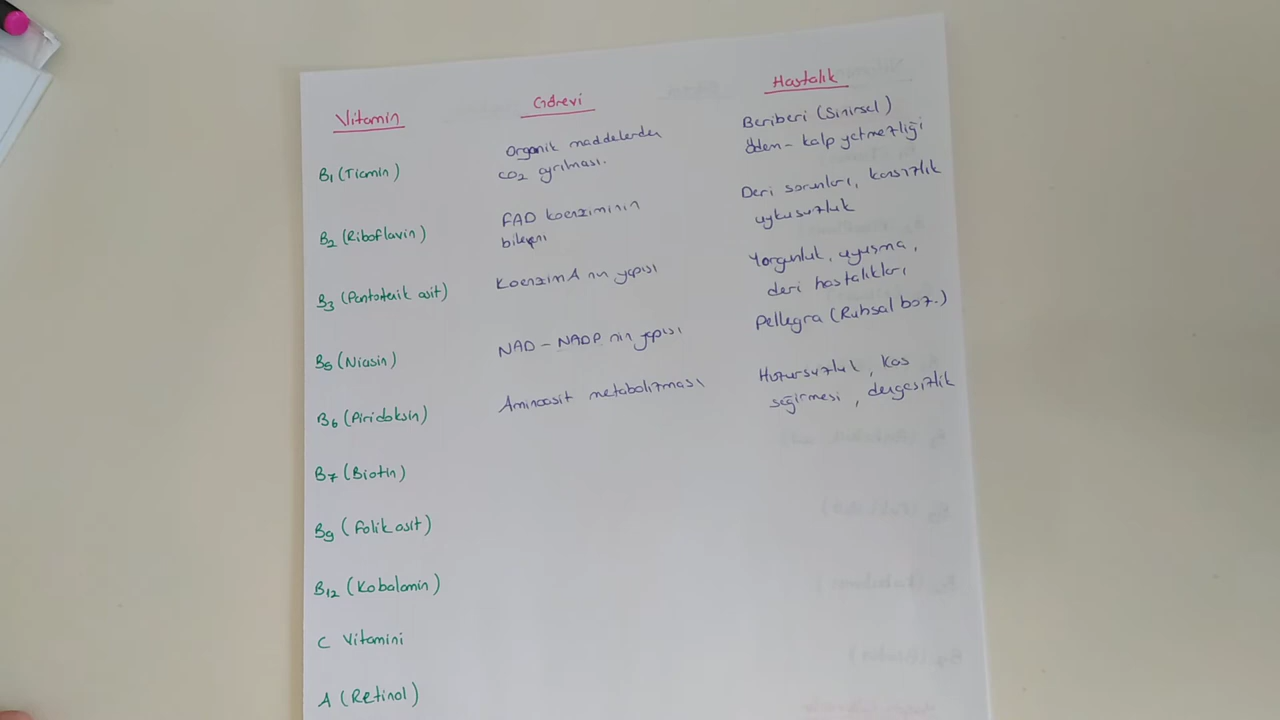 Vitamin Görevi Hastalık
B1 (Tiamin) Organik maddelerden Beriberi (Sinirsel)
CO2 ayrılması. Ödem - kalp yetmezliği
B2 (Riboflavin) FAD koenziminin Deri sorunları, kansızlık
bileşeni uykusuzluk
B3 (Pantotenik asit) Koenzim A nın yapısı Yorgunluk, uyuşma,
deri hastalıkları
B5 (Niasin) NAD - NADP nin yapısı Pellegra (Ruhsal boz.)
B6 (Piridoksin) Aminoasit metabolizması Huzursuzluk, kas
seğirmesi, dengesizlik
B7 (Biotin)
B9 (Folik asit)
B12 (Kobalamin)
C Vitamini
A (Retinol)